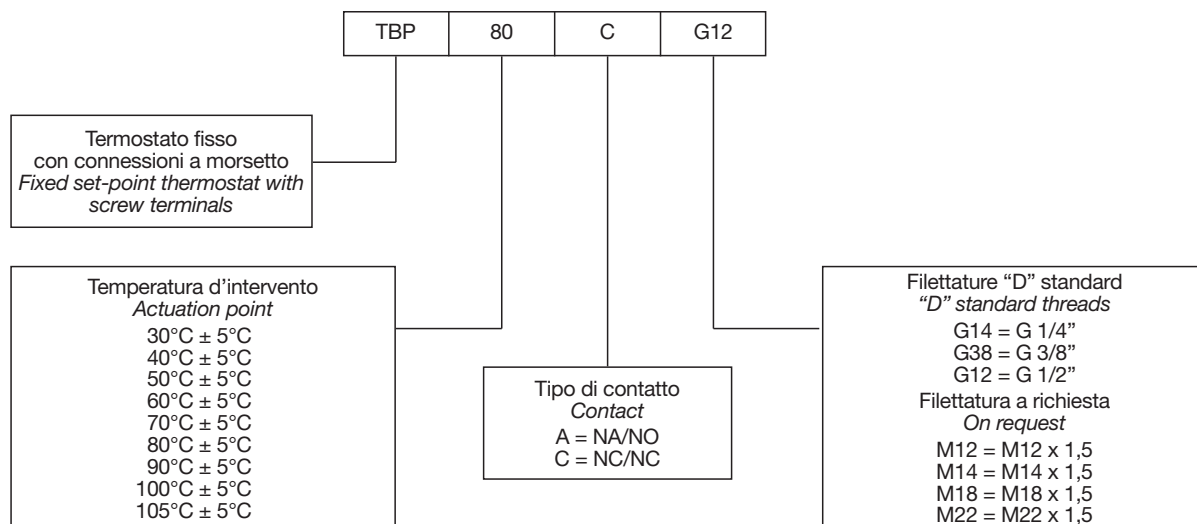 TBP 80 C G12
Termostato fisso
con connessioni a morsetto
Fixed set-point thermostat with
screw terminals
Temperatura d’intervento
Actuation point
30°C ± 5°C
40°C ± 5°C
50°C ± 5°C
60°C ± 5°C
70°C ± 5°C
80°C ± 5°C
90°C ± 5°C
100°C ± 5°C
105°C ± 5°C
Tipo di contatto
Contact
A = NA/NO
C = NC/NC
Filettature “D” standard
“D” standard threads
G14 = G 1/4”
G38 = G 3/8”
G12 = G 1/2”
Filettatura a richiesta
On request
M12 = M12 x 1,5
M14 = M14 x 1,5
M18 = M18 x 1,5
M22 = M22 x 1,5